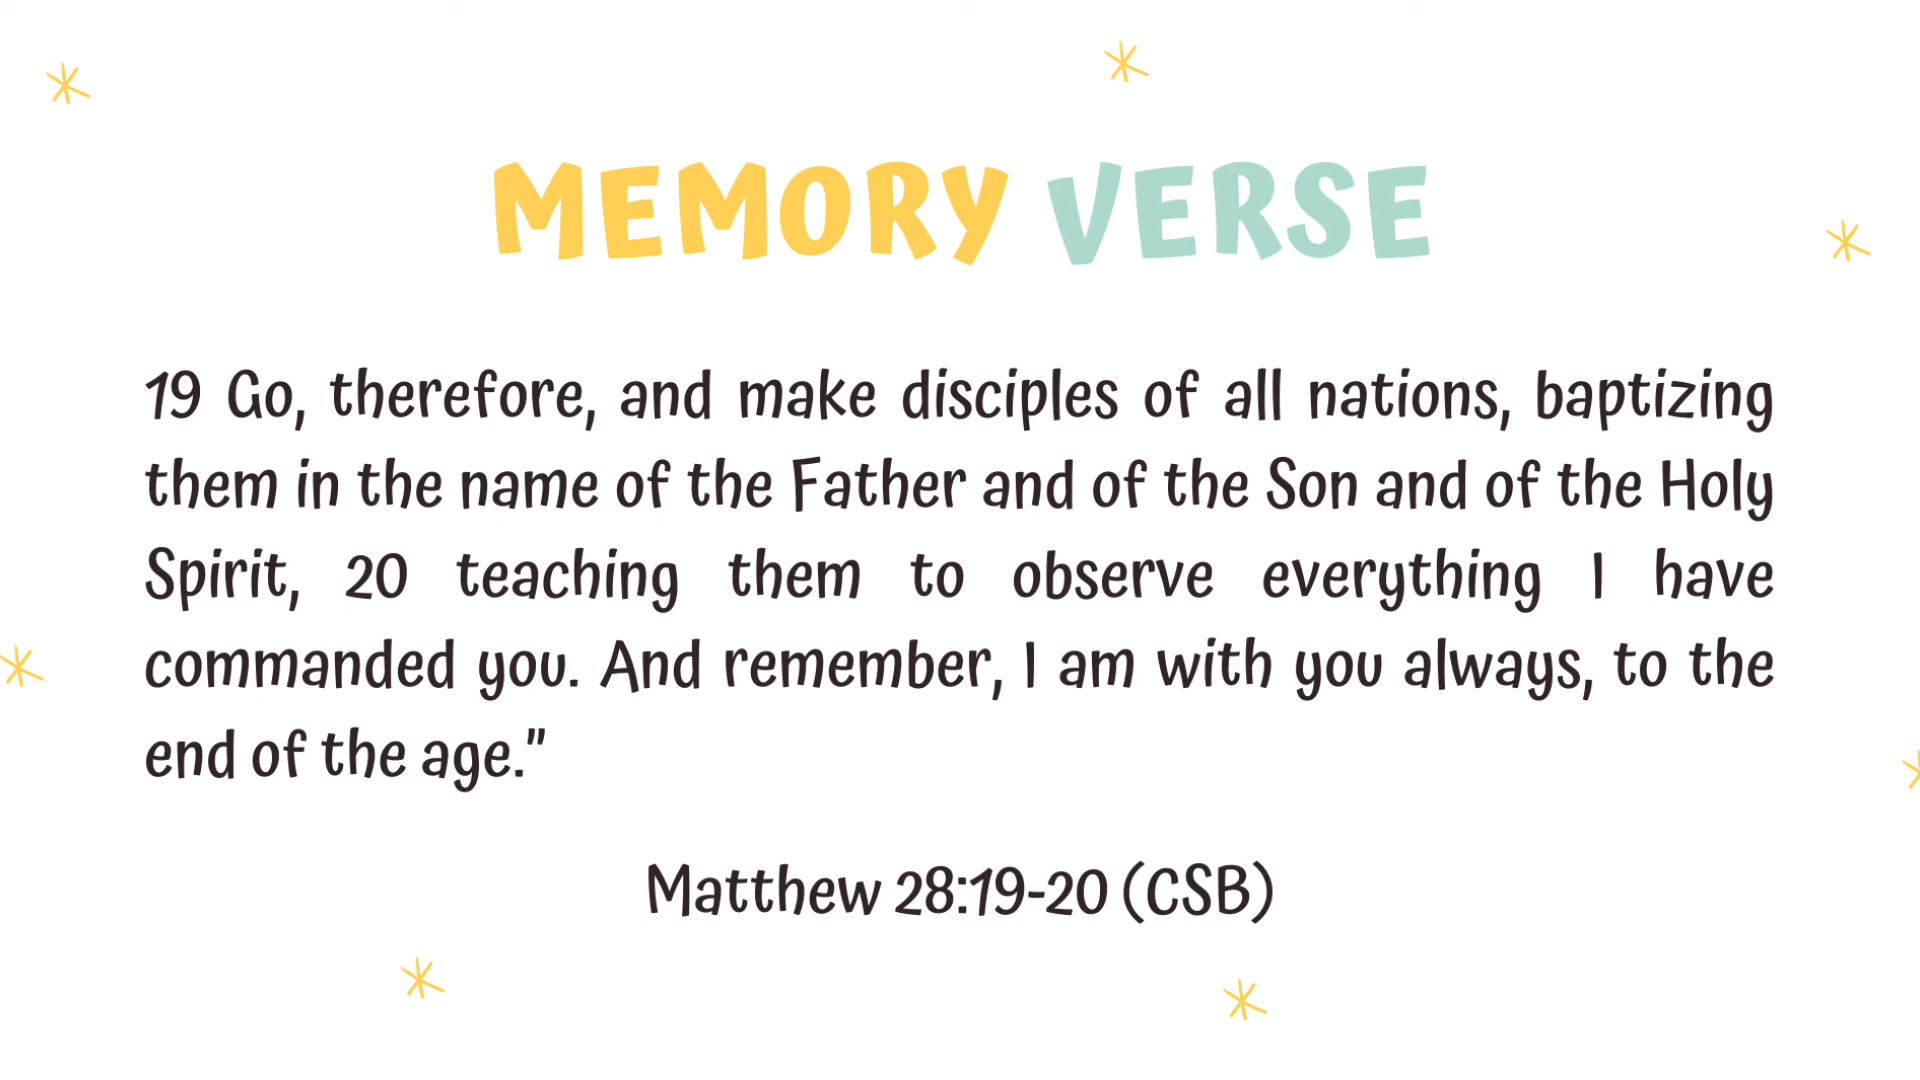 MEMORY VERSE
19 Go, therefore, and make disciples of all nations, baptizing
them in the name of the Father and of the Son and of the Holy
Spirit, 20 teaching them to observe everything I have
commanded you. And remember, I am with you always, to the
end of the age."
Matthew 28:19-20 (CSB)